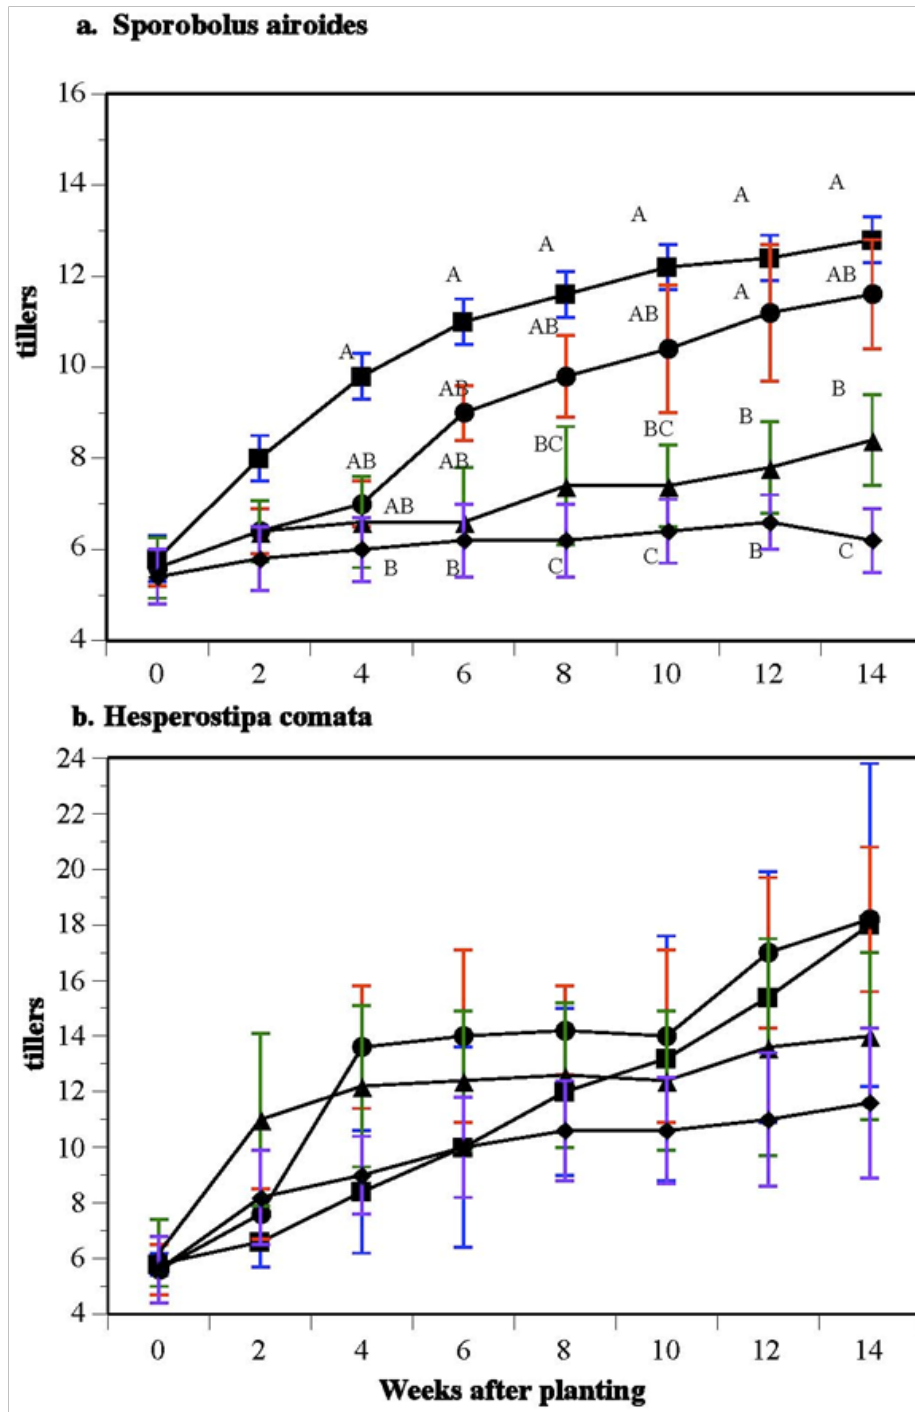 a. Sporobolus airoides
16
14
12
10
8
6
4
tillers
A
A
A
A
A
A
AB
AB
AB
A
AB
AB
AB
AB
BC
BC
B
B
B
B
C
C
B
C
0 2 4 6 8 10 12 14
b. Hesperostipa comata
24
22
20
18
16
14
12
10
8
6
4
tillers
0 2 4 6 8 10 12 14
Weeks after planting